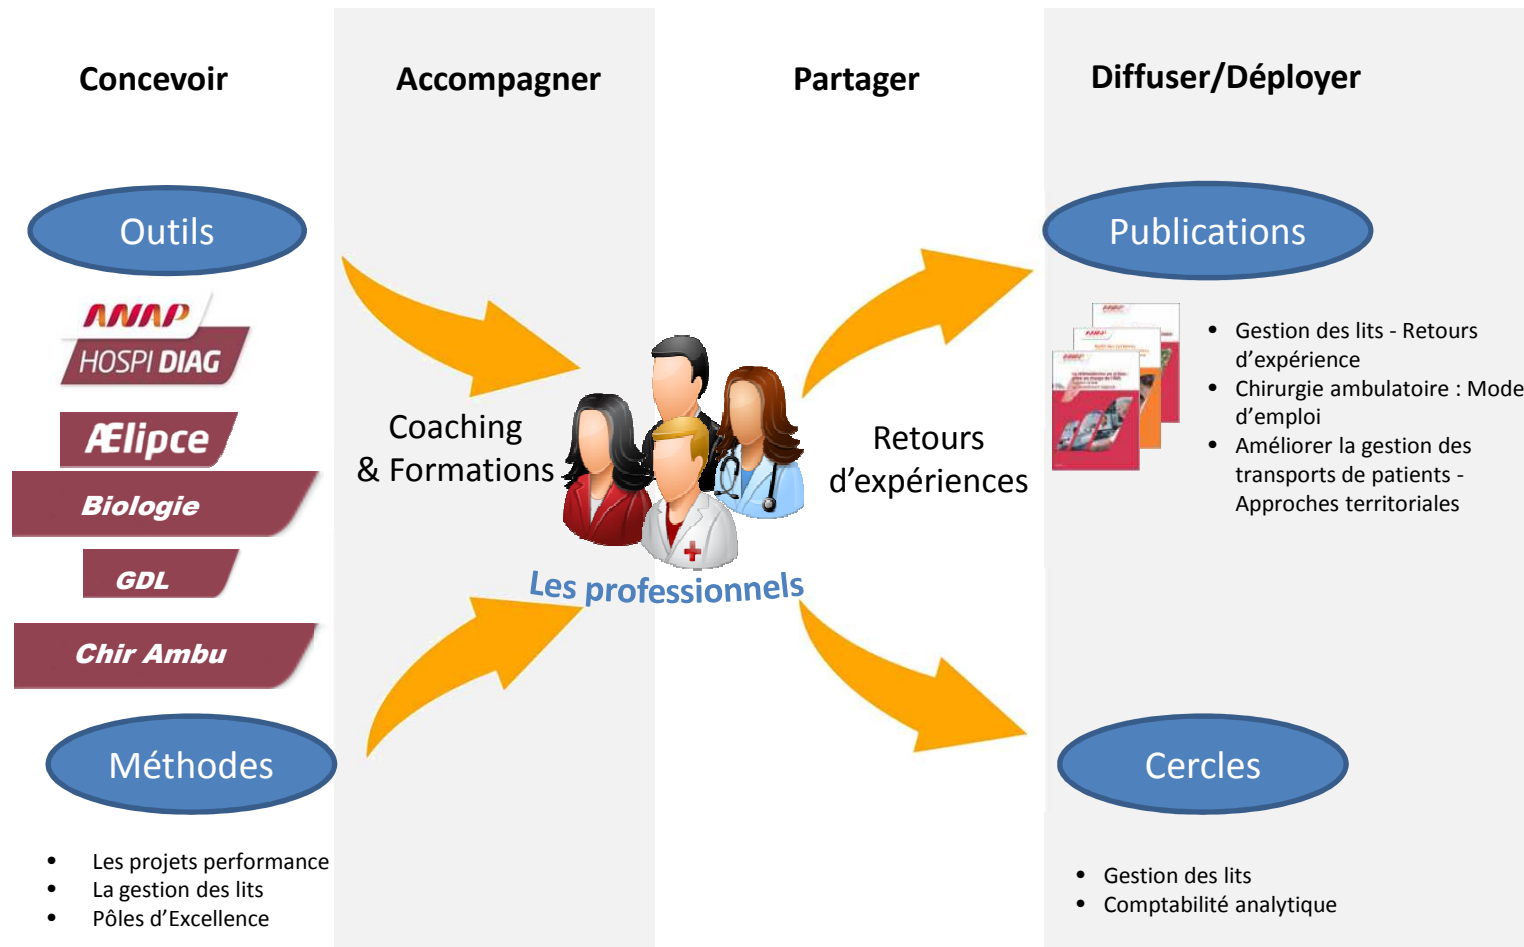 Concevoir
Accompagner
Partager
Diffuser/Déployer
Outils
ANAP
HOSPI DIAG
Ælipce
Biologie
GDL
Chir Ambu
Méthodes
• Les projets performance
• La gestion des lits
• Pôles d’Excellence
Coaching
& Formations
Les professionnels
Retours
d’expériences
Publications
ANAP
• Gestion des lits - Retours
d’expérience
• Chirurgie ambulatoire : Mode
d’emploi
• Améliorer la gestion des
transports de patients -
Approches territoriales
Cercles
• Gestion des lits
• Comptabilité analytique